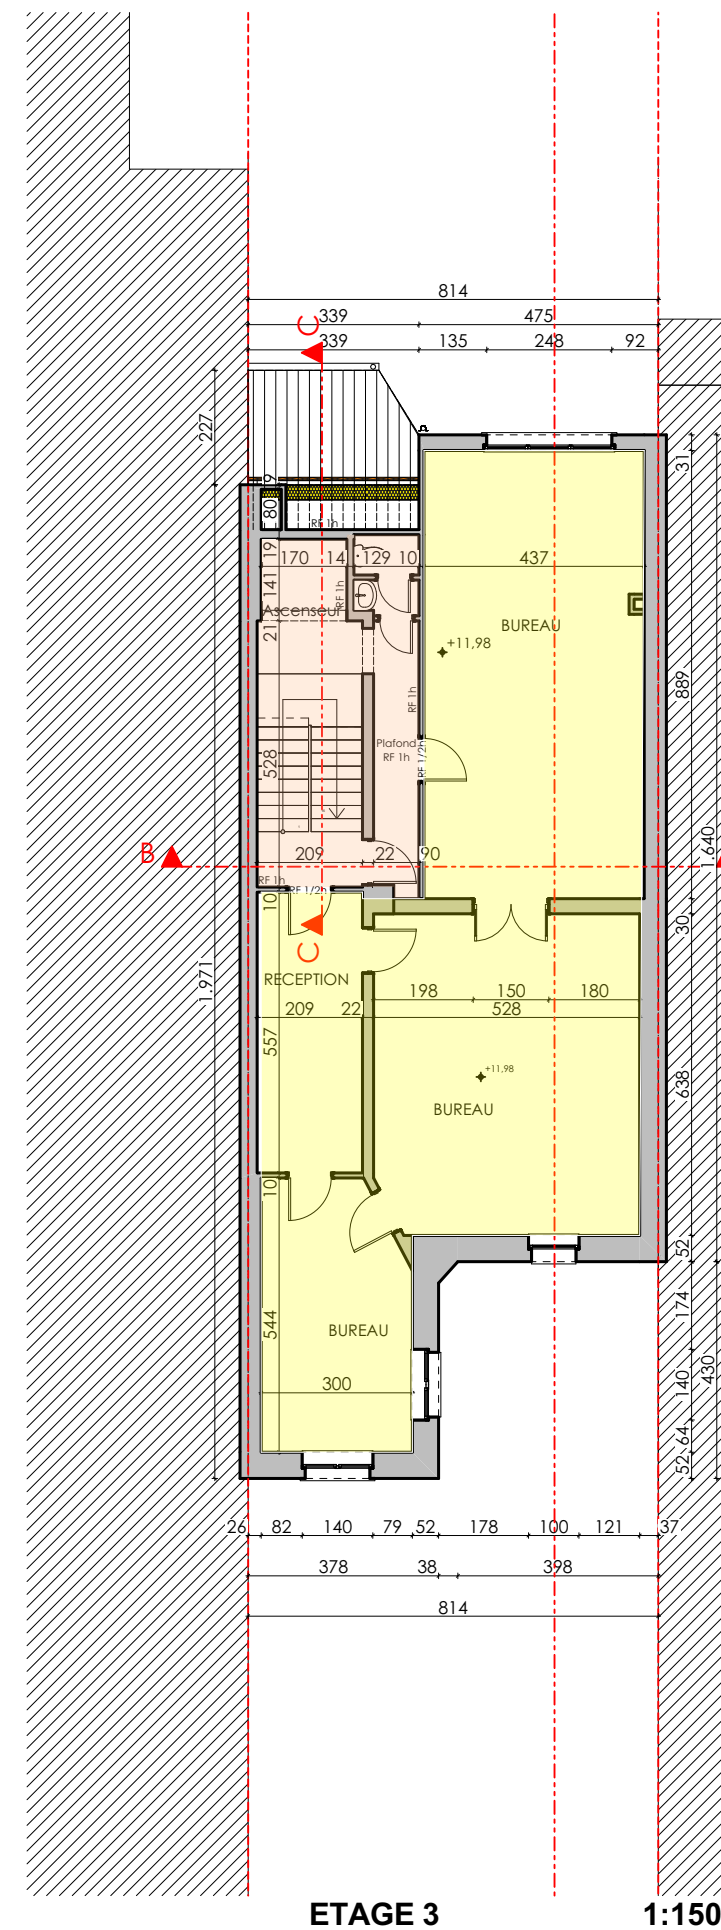 814
339 475
C
339 135 248 92
227
31
19
80
RF 1h
19
170 14 129 10 437
141
RF 1h
Ascenseur
21
BUREAU
+11,98
889
RF 1h
Plafond
RF 1h
RF 1/2h
528
1.640
B
209 22 90
RF 1h
RF 1/2h
10
30
C
1.971
RECEPTION
198 150 180
209 22 528
557
+11,98
638
BUREAU
10
52
174
544
BUREAU
430
140
300
64
52
26 82 140 79 52 178 100 121 37
378 38 398
814
ETAGE 3 1:150